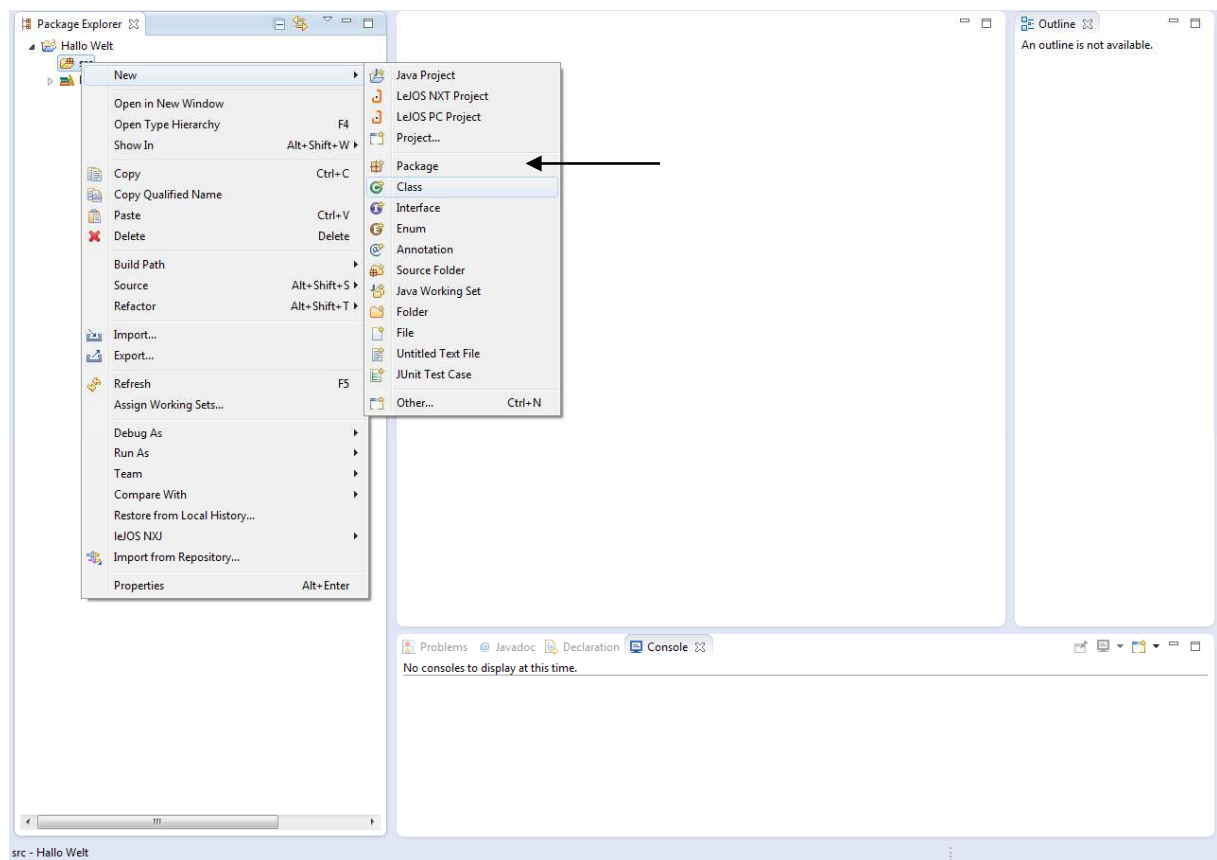 Package Explorer
Outline
Hallo Welt
An outline is not available.
New
Open in New Window
Open Type Hierarchy F4
Show In Alt+Shift+W
Copy Ctrl+C
Copy Qualified Name
Paste Ctrl+V
Delete Delete
Build Path
Source Alt+Shift+S
Refactor Alt+Shift+T
Import...
Export...
Refresh F5
Assign Working Sets...
Debug As
Run As
Team
Compare With
Restore from Local History...
leJOS NXJ
Import from Repository...
Properties Alt+Enter
Java Project
LeJOS NXT Project
LeJOS PC Project
Project...
Package
Class
Interface
Enum
Annotation
Source Folder
Java Working Set
Folder
File
Untitled Text File
JUnit Test Case
Other... Ctrl+N
Problems @ Javadoc Declaration Console
No consoles to display at this time.
src - Hallo Welt